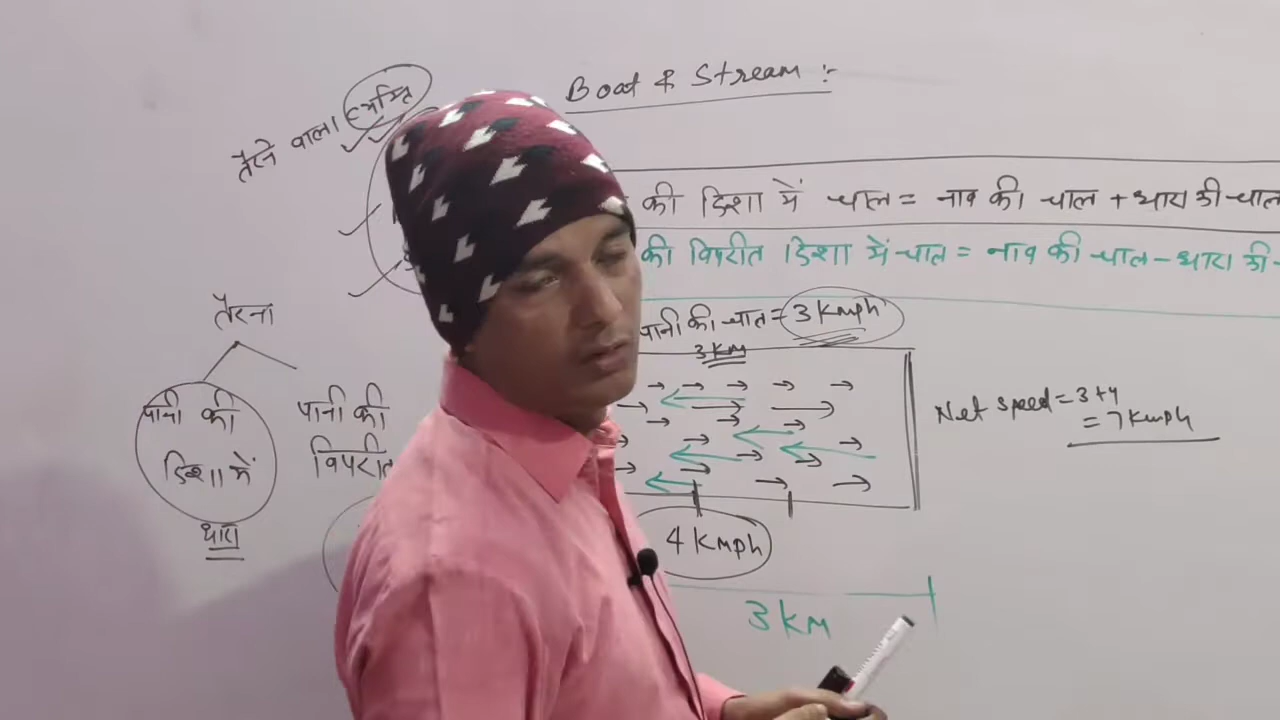 Boat & Stream :-
तैरने वाला व्यक्ति
की दिशा में चाल = नाव की चाल + धारा की चाल
की विपरीत दिशा में चाल = नाव की चाल - धारा की
तैरना
पानी की चाल = 3 Kmph
3 KM
पानी की
दिशा में
धारा
पानी की
विपरीत
Net speed = 3+4
= 7 Kmph
4 Kmph
3 KM